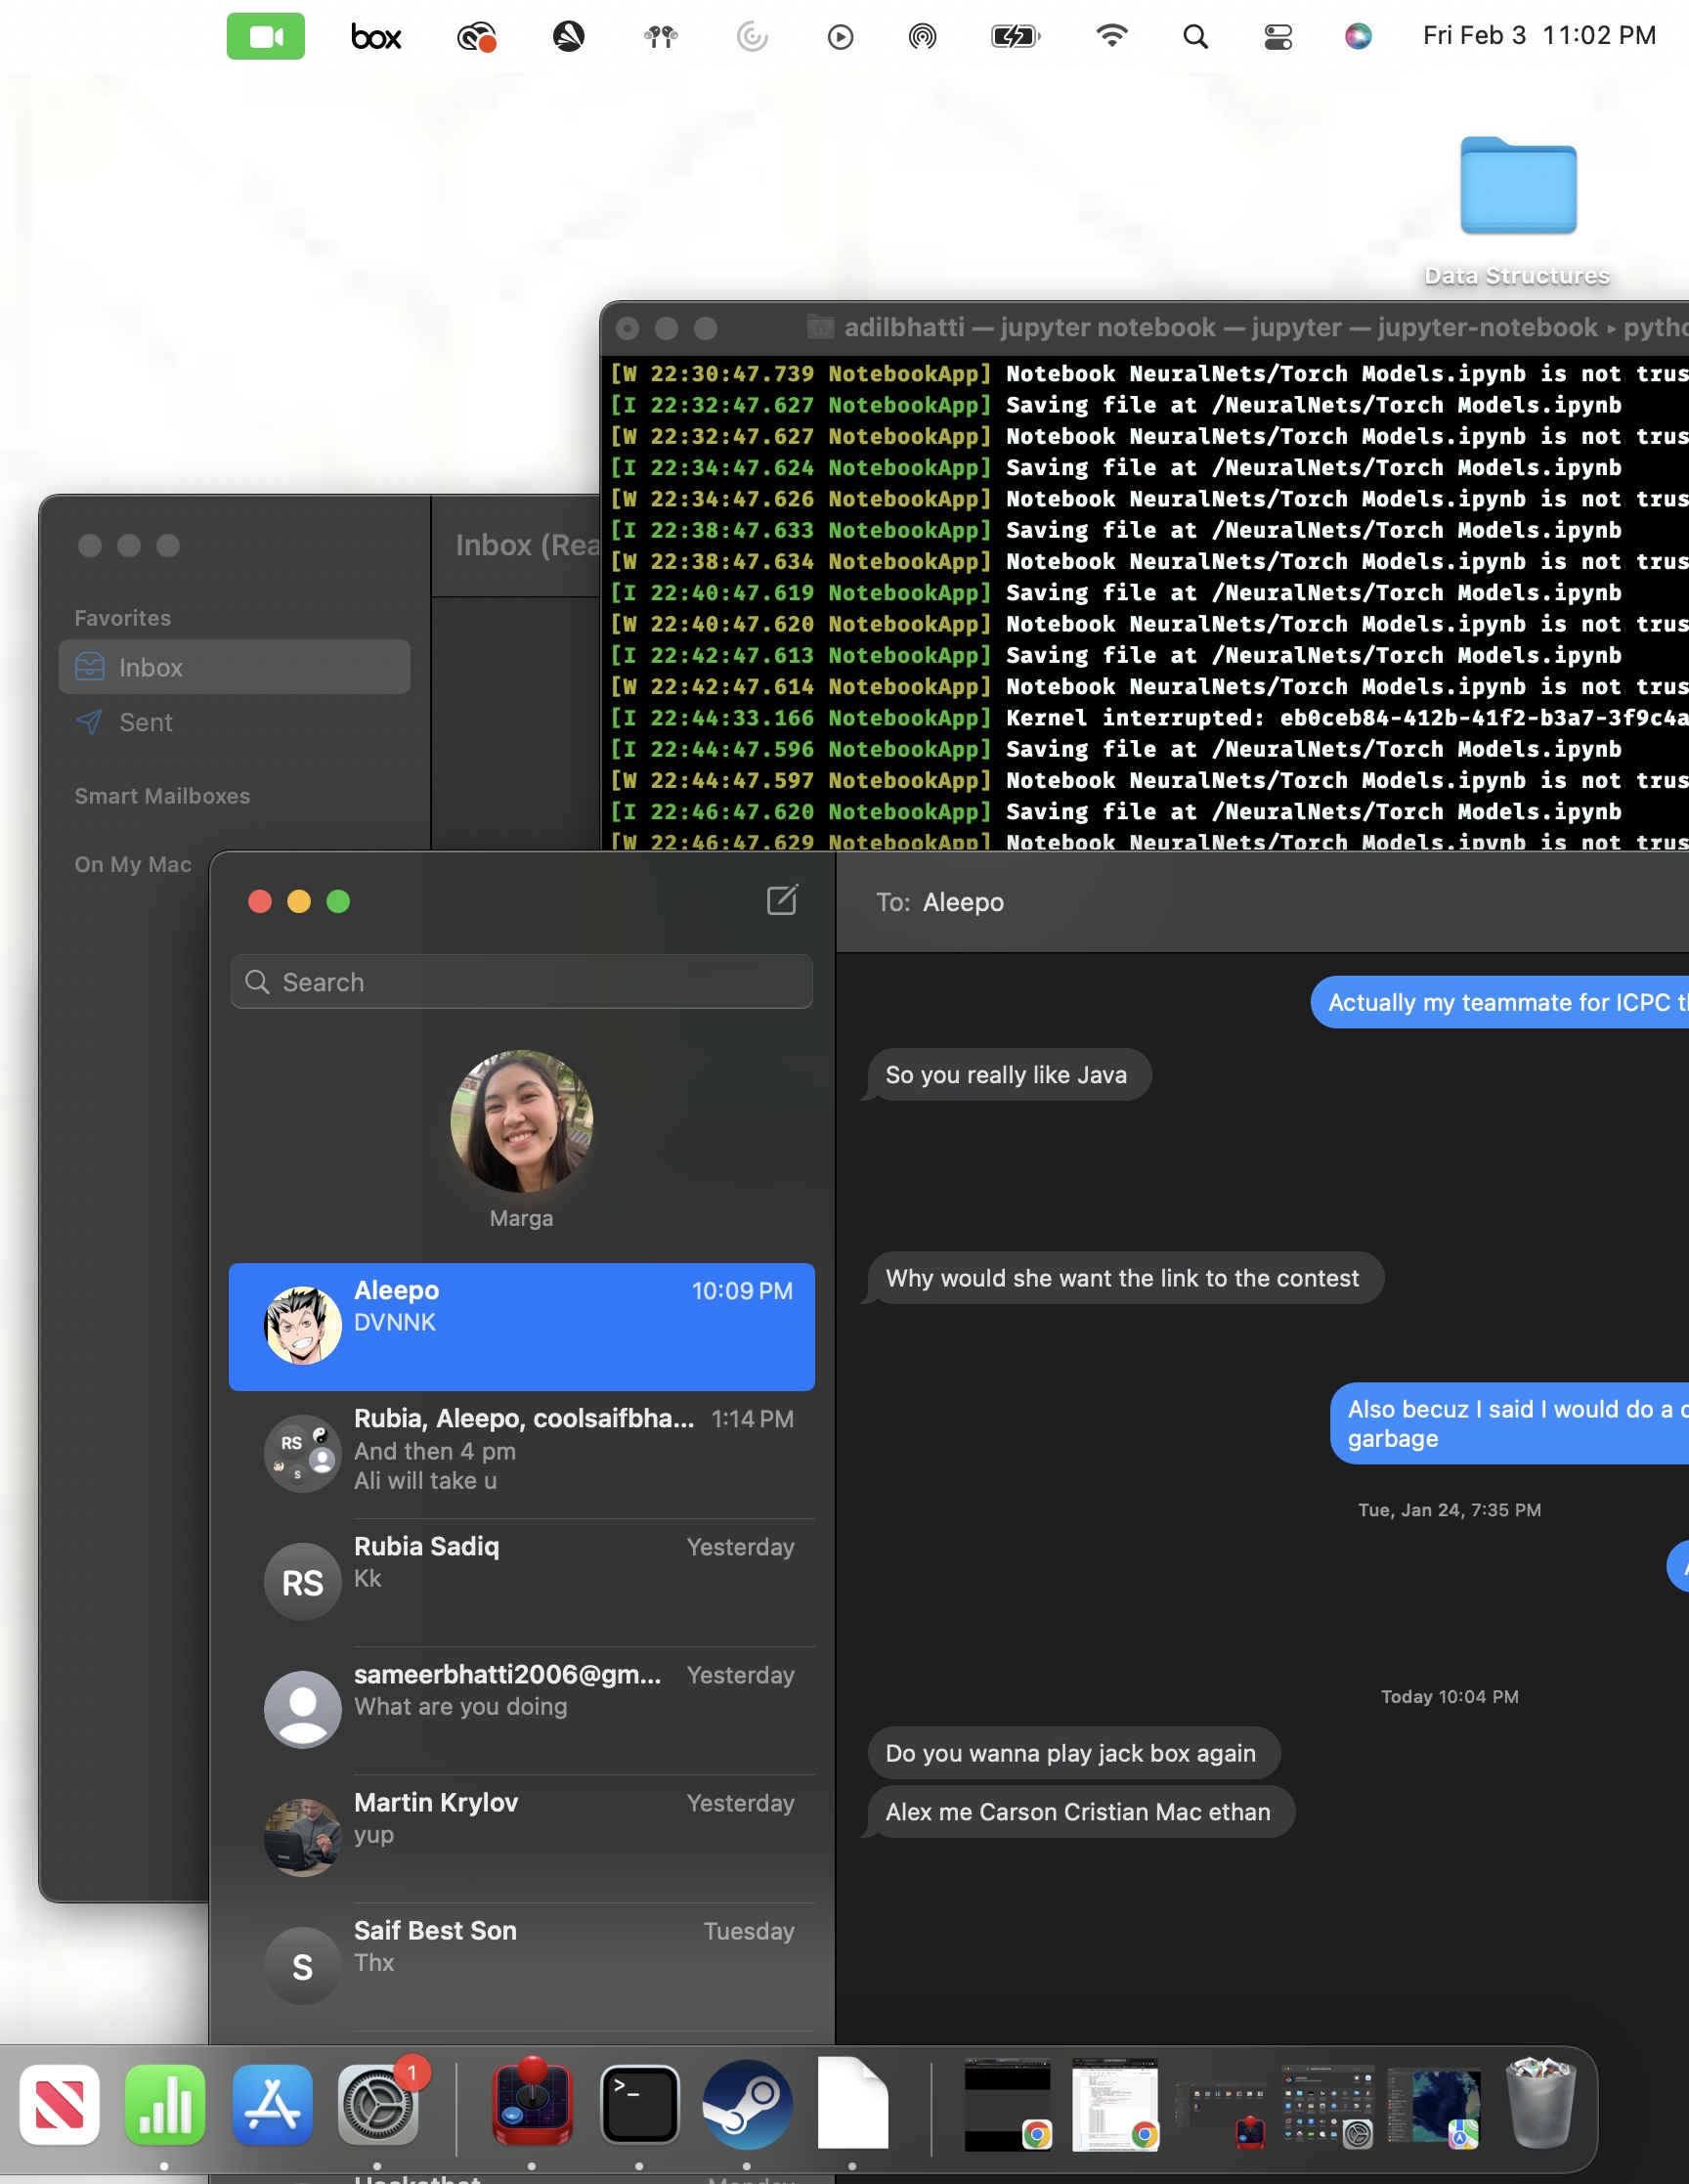 box
Fri Feb 3 11:02 PM
Data Structures
adilbhatti — jupyter notebook — jupyter — jupyter-notebook ▸ pytho
[W 22:30:47.739 NotebookApp] Notebook NeuralNets/Torch Models.ipynb is not trus
[I 22:32:47.627 NotebookApp] Saving file at /NeuralNets/Torch Models.ipynb
[W 22:32:47.627 NotebookApp] Notebook NeuralNets/Torch Models.ipynb is not trus
[I 22:34:47.624 NotebookApp] Saving file at /NeuralNets/Torch Models.ipynb
[W 22:34:47.626 NotebookApp] Notebook NeuralNets/Torch Models.ipynb is not trus
[I 22:38:47.633 NotebookApp] Saving file at /NeuralNets/Torch Models.ipynb
[W 22:38:47.634 NotebookApp] Notebook NeuralNets/Torch Models.ipynb is not trus
[I 22:40:47.619 NotebookApp] Saving file at /NeuralNets/Torch Models.ipynb
[W 22:40:47.620 NotebookApp] Notebook NeuralNets/Torch Models.ipynb is not trus
[I 22:42:47.613 NotebookApp] Saving file at /NeuralNets/Torch Models.ipynb
[W 22:42:47.614 NotebookApp] Notebook NeuralNets/Torch Models.ipynb is not trus
[I 22:44:33.166 NotebookApp] Kernel interrupted: eb0ceb84-412b-41f2-b3a7-3f9c4a
[I 22:44:47.596 NotebookApp] Saving file at /NeuralNets/Torch Models.ipynb
[W 22:44:47.597 NotebookApp] Notebook NeuralNets/Torch Models.ipynb is not trus
[I 22:46:47.620 NotebookApp] Saving file at /NeuralNets/Torch Models.ipynb
[W 22:46:47.629 NotebookApp] Notebook NeuralNets/Torch Models.ipynb is not trus
Inbox (Rea
Favorites
Inbox
Sent
Smart Mailboxes
On My Mac
Search
Marga
Aleepo 10:09 PM
DVNNK
Rubia, Aleepo, coolsaifbha... 1:14 PM
RS
S
And then 4 pm
Ali will take u
Rubia Sadiq Yesterday
RS
Kk
sameerbhatti2006@gm... Yesterday
What are you doing
Martin Krylov Yesterday
yup
Saif Best Son Tuesday
S
Thx
To: Aleepo
Actually my teammate for ICPC t
So you really like Java
Why would she want the link to the contest
Also becuz I said I would do a
garbage
Tue, Jan 24, 7:35 PM
Today 10:04 PM
Do you wanna play jack box again
Alex me Carson Cristian Mac ethan
1
>_